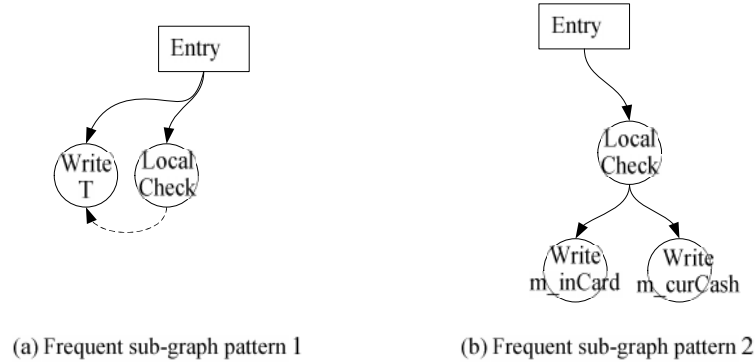 Entry
Write
T
Local
Check
(a) Frequent sub-graph pattern 1
Entry
Local
Check
Write
m_inCard
Write
m_curCash
(b) Frequent sub-graph pattern 2